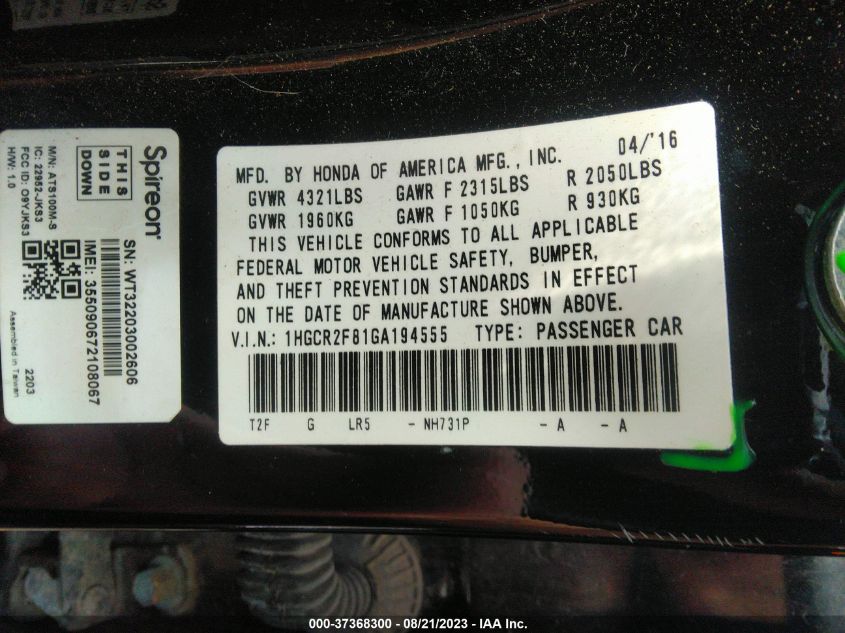 Spireon
THIS
SIDE
DOWN
M/N: ATS100M-S
IC: 22952-JKS3
FCC ID: O9YJKS3
H/W: 1.0
SN: WT32203002606
IMEI: 355090672108067
2203
Assembled in Taiwan
MFD. BY HONDA OF AMERICA MFG., INC. 04/'16
GVWR 4321LBS GAWR F 2315LBS R 2050LBS
GVWR 1960KG GAWR F 1050KG R 930KG
THIS VEHICLE CONFORMS TO ALL APPLICABLE
FEDERAL MOTOR VEHICLE SAFETY, BUMPER,
AND THEFT PREVENTION STANDARDS IN EFFECT
ON THE DATE OF MANUFACTURE SHOWN ABOVE.
V.I.N.: 1HGCR2F81GA194555 TYPE: PASSENGER CAR
T2F G LR5 - NH731P - A - A
000-37368300 - 08/21/2023 - IAA Inc.